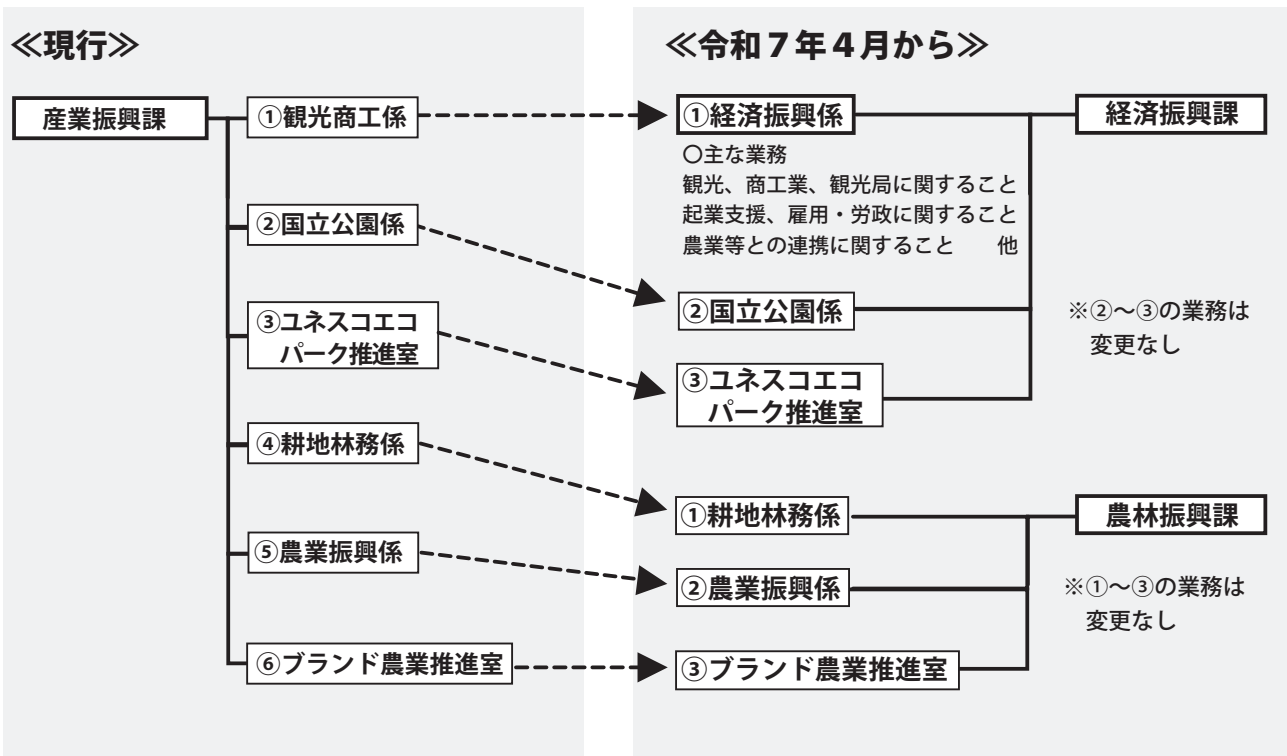 ≪現行≫
産業振興課
①観光商工係
②国立公園係
③ユネスコエコ
パーク推進室
④耕地林務係
⑤農業振興係
⑥ブランド農業推進室
≪令和7年4月から≫
①経済振興係
〇主な業務
観光、商工業、観光局に関すること
起業支援、雇用・労政に関すること
農業等との連携に関すること　他
②国立公園係
③ユネスコエコ
パーク推進室
経済振興課
※②〜③の業務は
変更なし
①耕地林務係
②農業振興係
③ブランド農業推進室
農林振興課
※①〜③の業務は
変更なし